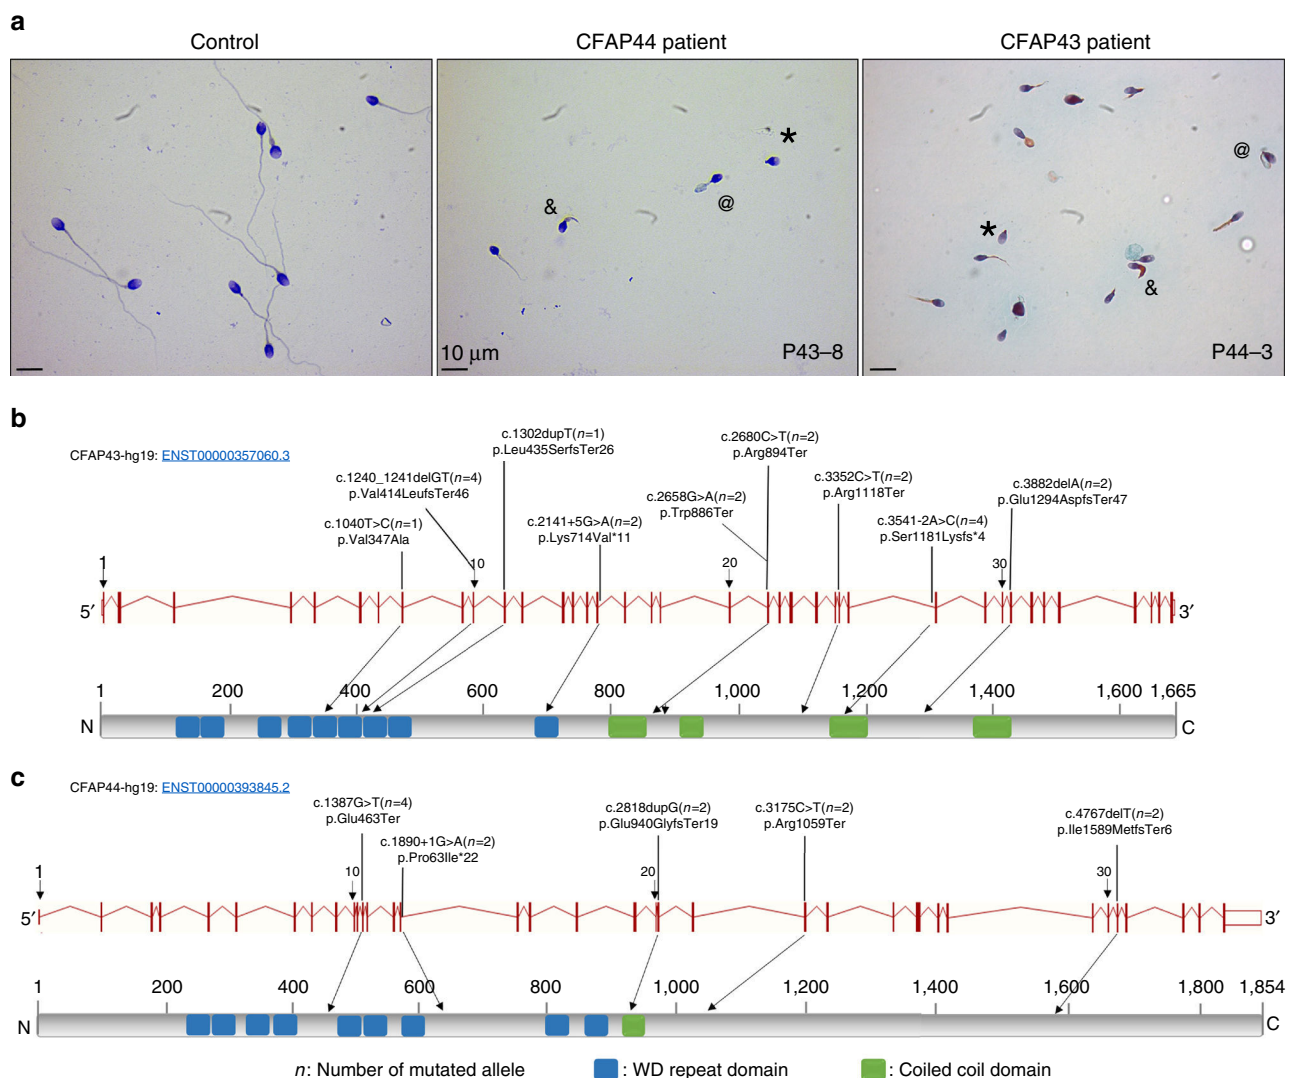 a
Control
CFAP44 patient
CFAP43 patient
*
@
&
10 µm
P43–8
@
*
&
P44–3
b
CFAP43-hg19: ENST00000357060.3
c.1302dupT(n=1)
p.Leu435SerfsTer26
c.2680C>T(n=2)
p.Arg894Ter
c.1240_1241delGT(n=4)
p.Val414LeufsTer46
c.3352C>T(n=2)
p.Arg1118Ter
c.3882delA(n=2)
p.Glu1294AspfsTer47
c.2658G>A(n=2)
p.Trp886Ter
c.1040T>C(n=1)
p.Val347Ala
c.2141+5G>A(n=2)
p.Lys714Val*11
c.3541-2A>C(n=4)
p.Ser1181Lysfs*4
1
10
20
30
5′
3′
1 200 400 600 800 1,000 1,200 1,400 1,600 1,665
N
C
c
CFAP44-hg19: ENST00000393845.2
c.1387G>T(n=4)
p.Glu463Ter
c.1890+1G>A(n=2)
p.Pro63Ile*22
c.2818dupG(n=2)
p.Glu940GlyfsTer19
c.3175C>T(n=2)
p.Arg1059Ter
c.4767delT(n=2)
p.Ile1589MetfsTer6
1
10
20
30
5′
3′
1 200 400 600 800 1,000 1,200 1,400 1,600 1,800 1,854
N
C
n: Number of mutated allele
: WD repeat domain
: Coiled coil domain